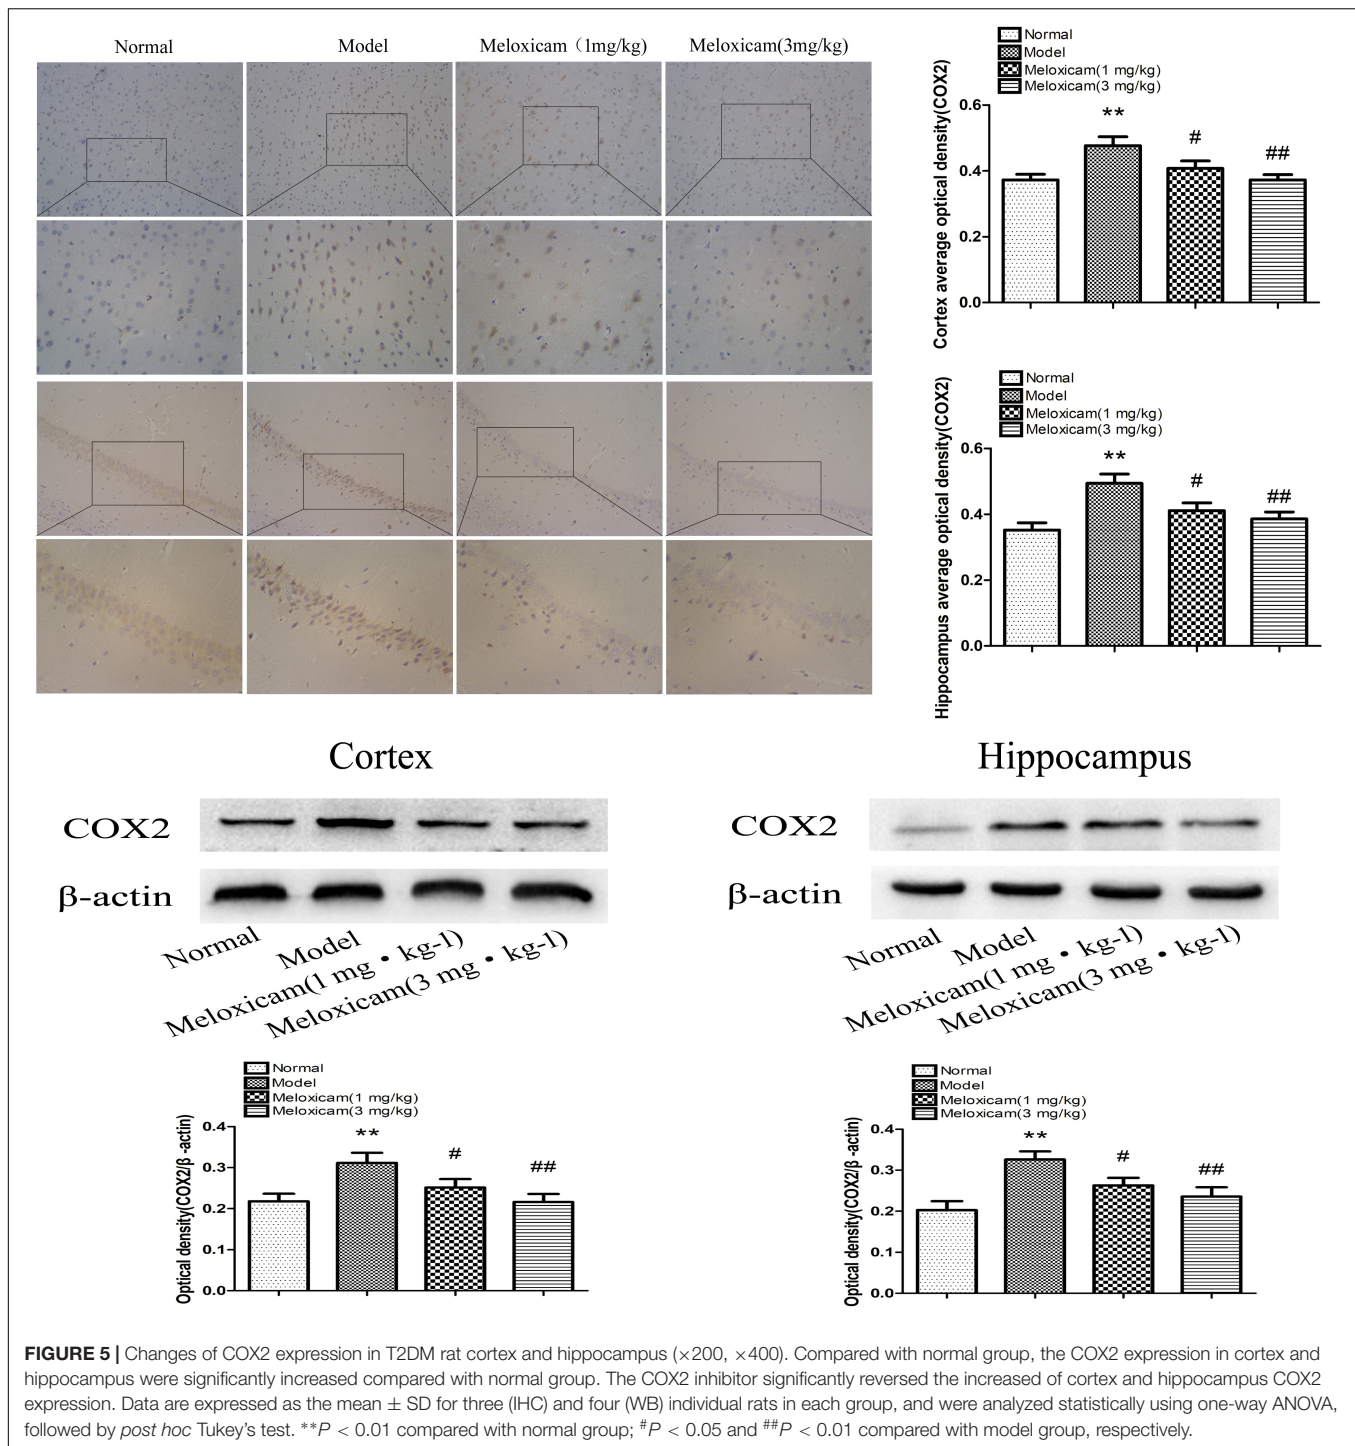 Normal
Model
Meloxicam（1mg/kg)
Meloxicam(3mg/kg)
Normal
Model
Meloxicam(1 mg/kg)
Meloxicam(3 mg/kg)
Cortex average optical density(COX2)
0.6
0.4
0.2
0.0
**
#
##
Normal
Model
Meloxicam(1 mg/kg)
Meloxicam(3 mg/kg)
Hippocampus average optical density(COX2)
0.6
0.4
0.2
0.0
**
#
##
Cortex
COX2
β-actin
Normal
Model
Meloxicam(1 mg • kg-1)
Meloxicam(3 mg • kg-1)
Hippocampus
COX2
β-actin
Normal
Model
Meloxicam(1 mg • kg-1)
Meloxicam(3 mg • kg-1)
Normal
Model
Meloxicam(1 mg/kg)
Meloxicam(3 mg/kg)
Optical density(COX2/β -actin)
0.4
0.3
0.2
0.1
0.0
**
#
##
Normal
Model
Meloxicam(1 mg/kg)
Meloxicam(3 mg/kg)
Optical density(COX2/β -actin)
0.4
0.3
0.2
0.1
0.0
**
#
##
FIGURE 5 | Changes of COX2 expression in T2DM rat cortex and hippocampus (×200, ×400). Compared with normal group, the COX2 expression in cortex and
hippocampus were significantly increased compared with normal group. The COX2 inhibitor significantly reversed the increased of cortex and hippocampus COX2
expression. Data are expressed as the mean ± SD for three (IHC) and four (WB) individual rats in each group, and were analyzed statistically using one-way ANOVA,
followed by post hoc Tukey's test. **P < 0.01 compared with normal group; #P < 0.05 and ##P < 0.01 compared with model group, respectively.